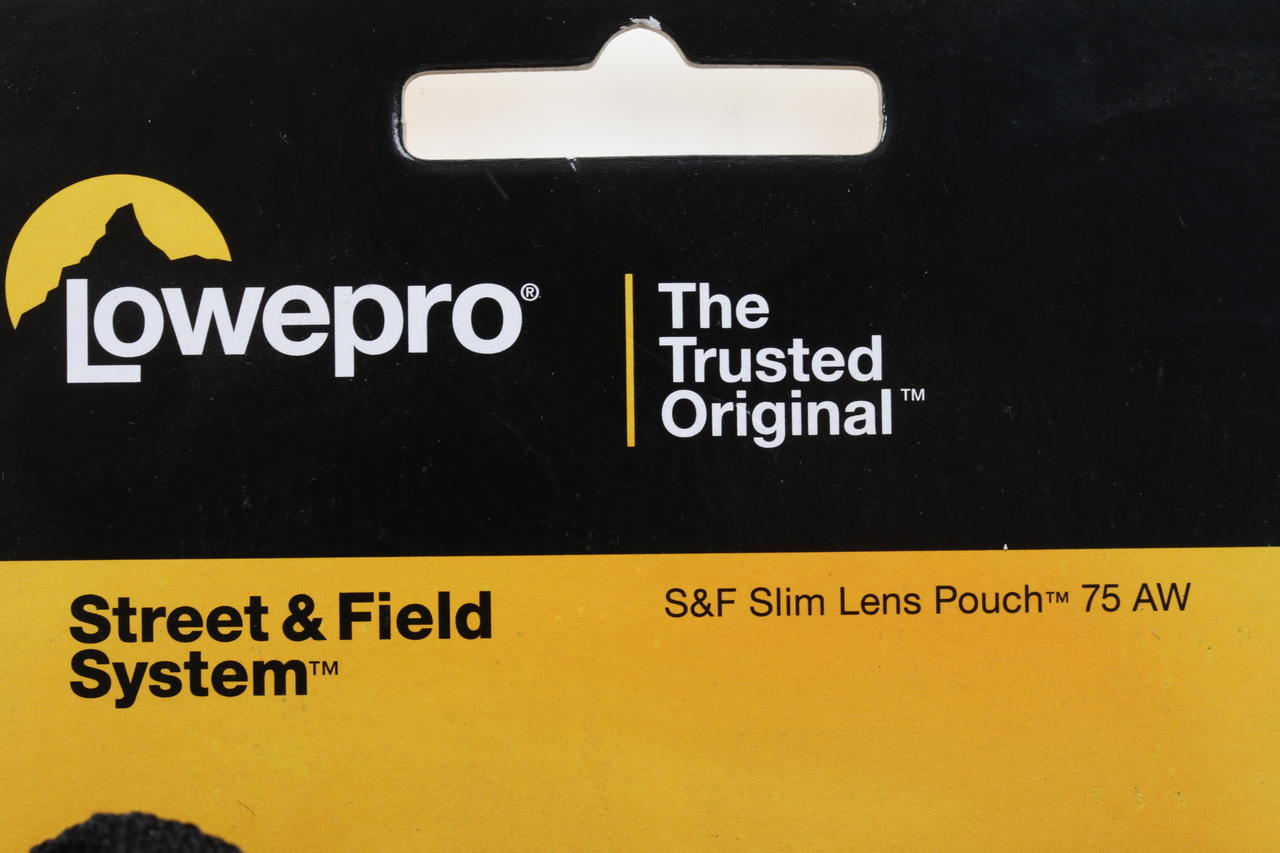 Lowepro®
The
Trusted
Original™
Street & Field
System™
S&F Slim Lens Pouch™ 75 AW